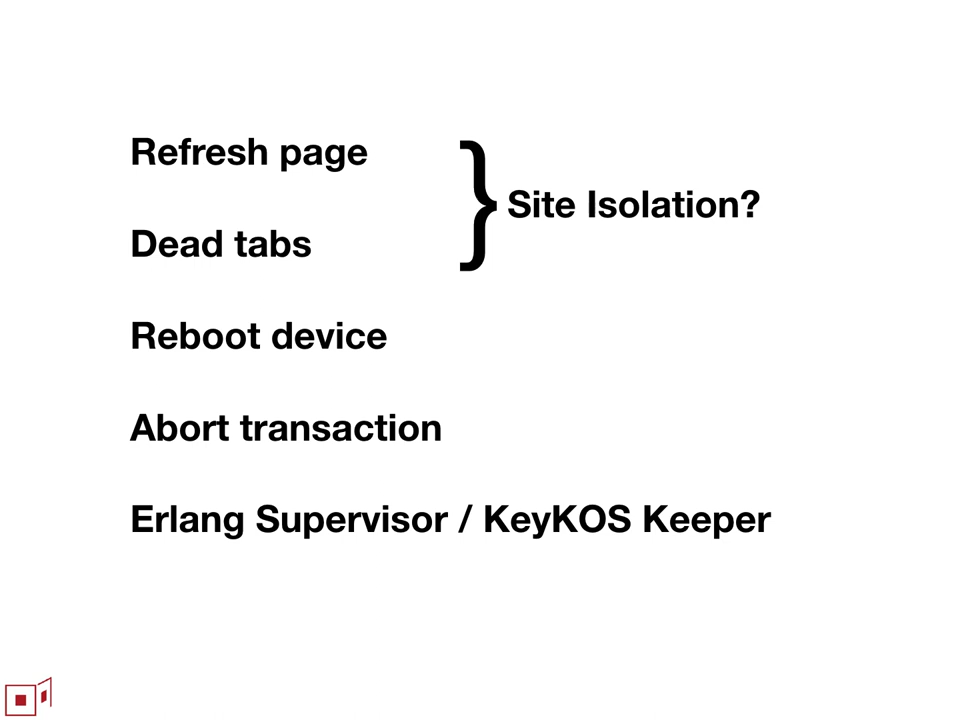 Refresh page
Dead tabs
} Site Isolation?
Reboot device
Abort transaction
Erlang Supervisor / KeyKOS Keeper